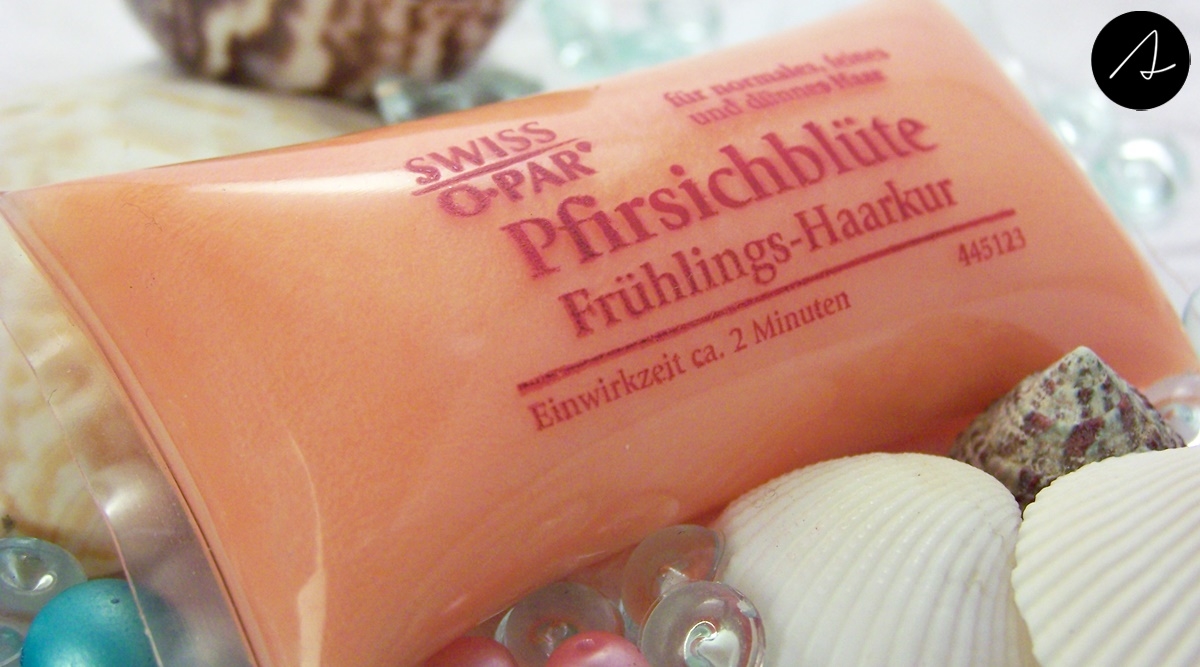 für normales, feines
und dünnes Haar
SWISS
O·PAR®
Pfirsichblüte
Frühlings-Haarkur
445123
Einwirkzeit ca. 2 Minuten